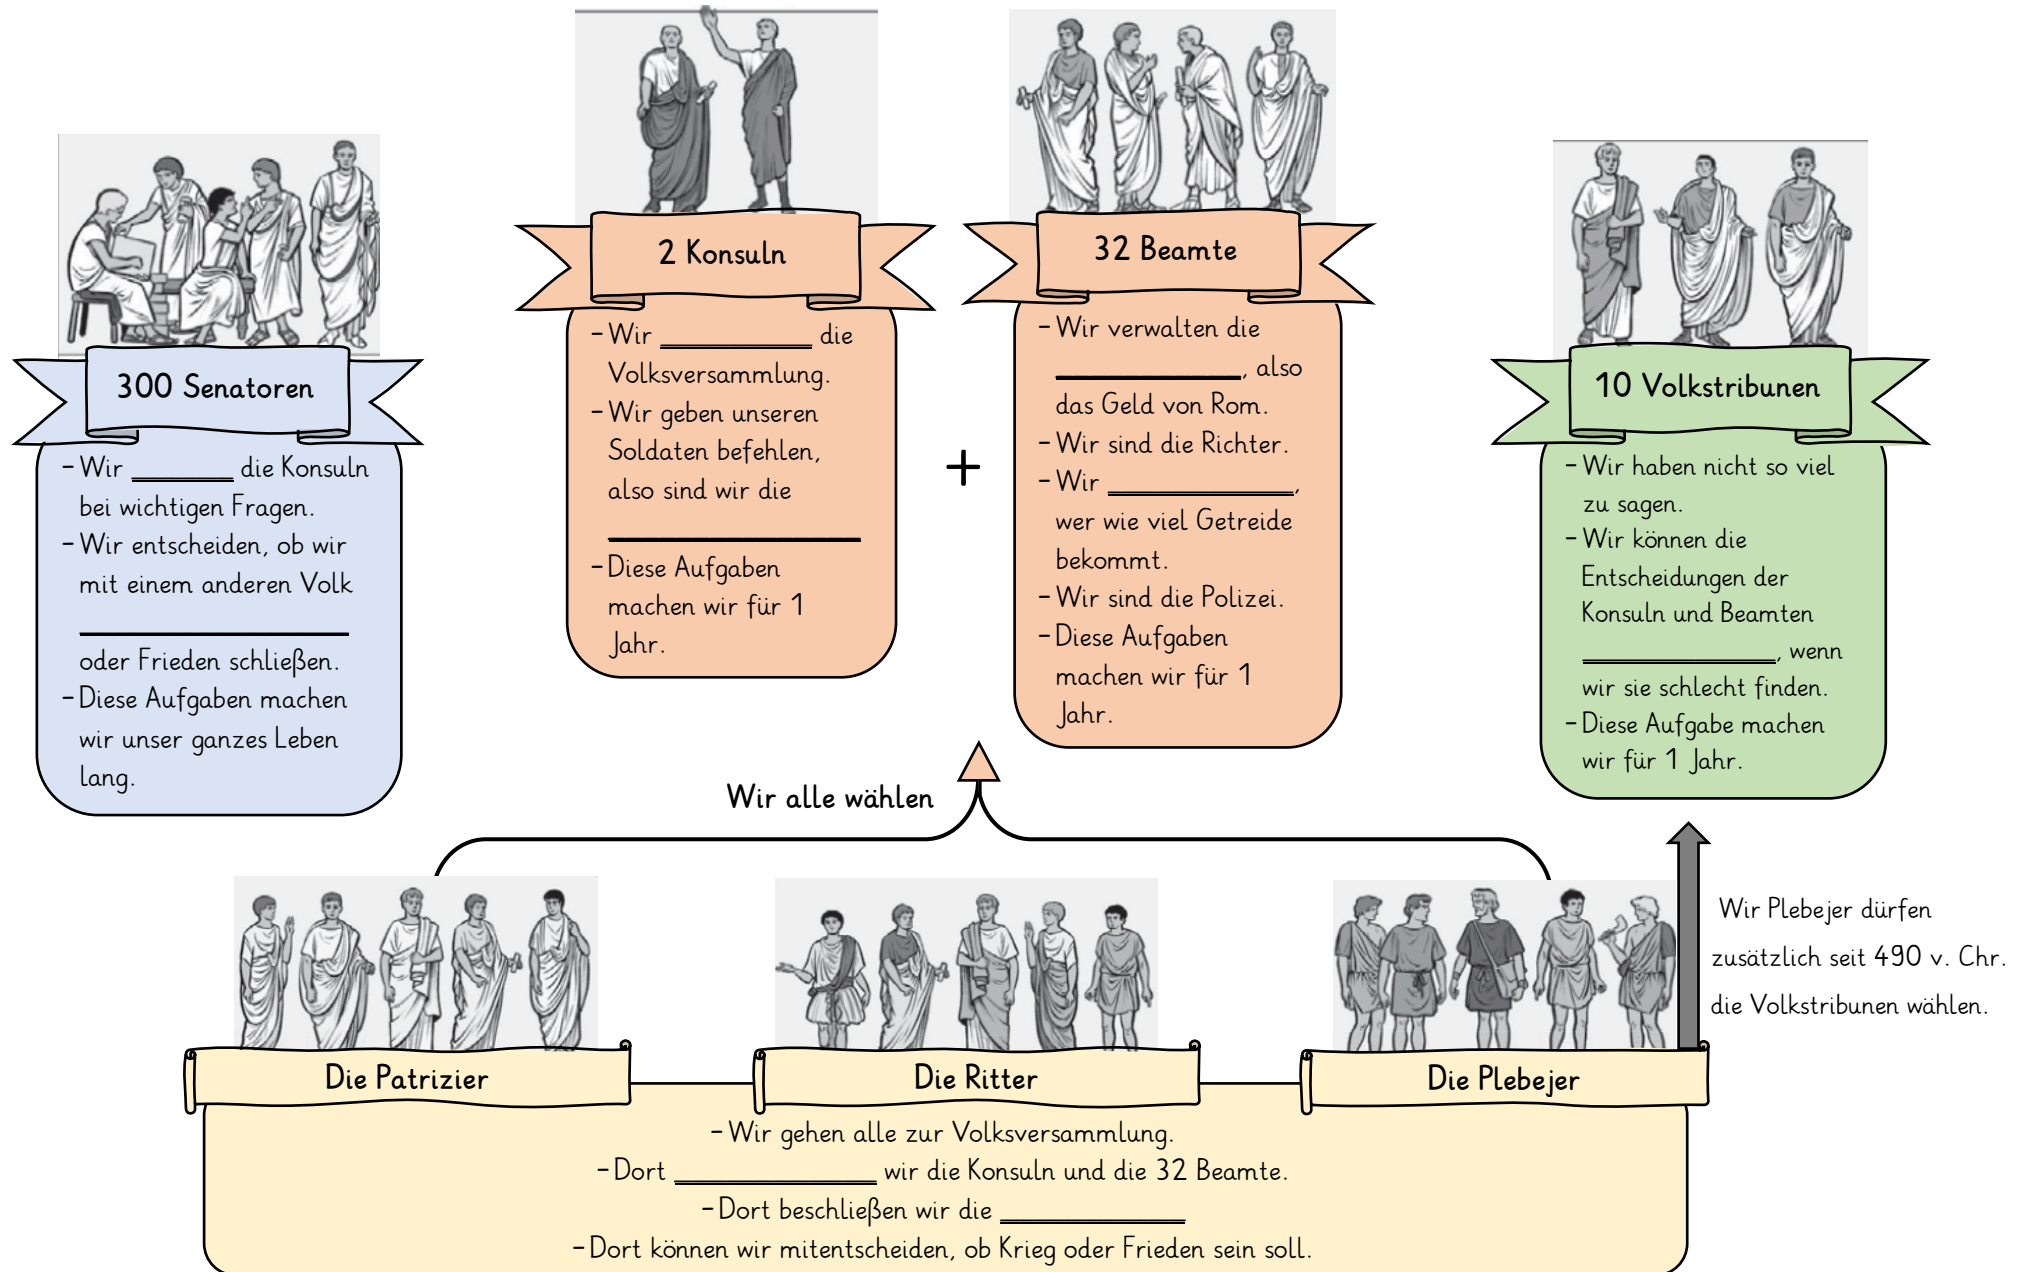 300 Senatoren
- Wir ________ die Konsuln
bei wichtigen Fragen.
- Wir entscheiden, ob wir
mit einem anderen Volk
____________________
oder Frieden schließen.
- Diese Aufgaben machen
wir unser ganzes Leben
lang.
2 Konsuln
- Wir ____________ die
Volksversammlung.
- Wir geben unseren
Soldaten befehlen,
also sind wir die
____________________
- Diese Aufgaben
machen wir für 1
Jahr.
+
32 Beamte
- Wir verwalten die
______________, also
das Geld von Rom.
- Wir sind die Richter.
- Wir ______________,
wer wie viel Getreide
bekommt.
- Wir sind die Polizei.
- Diese Aufgaben
machen wir für 1
Jahr.
10 Volkstribunen
- Wir haben nicht so viel
zu sagen.
- Wir können die
Entscheidungen der
Konsuln und Beamten
_______________, wenn
wir sie schlecht finden.
- Diese Aufgabe machen
wir für 1 Jahr.
Wir alle wählen
Wir Plebejer dürfen
zusätzlich seit 490 v. Chr.
die Volkstribunen wählen.
Die Patrizier
Die Ritter
Die Plebejer
- Wir gehen alle zur Volksversammlung.
- Dort _______________ wir die Konsuln und die 32 Beamte.
- Dort beschließen wir die ______________
- Dort können wir mitentscheiden, ob Krieg oder Frieden sein soll.